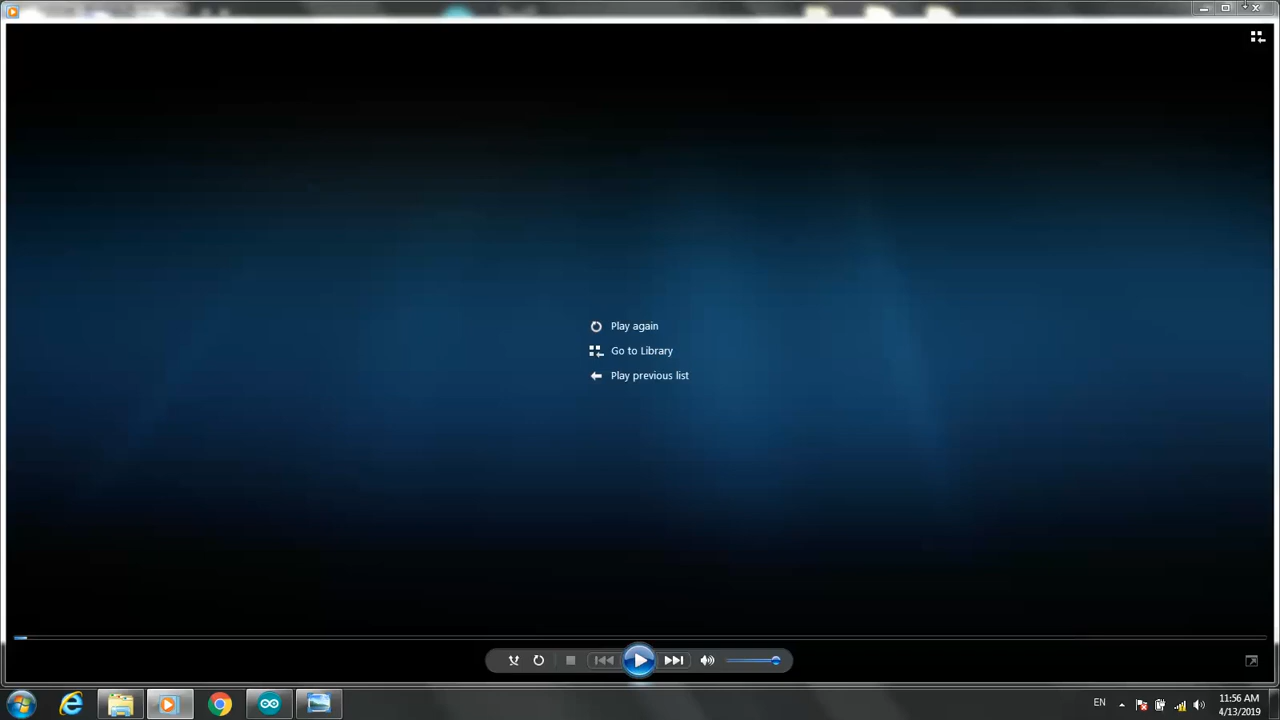 Play again
Go to Library
Play previous list
EN
11:56 AM
4/13/2019